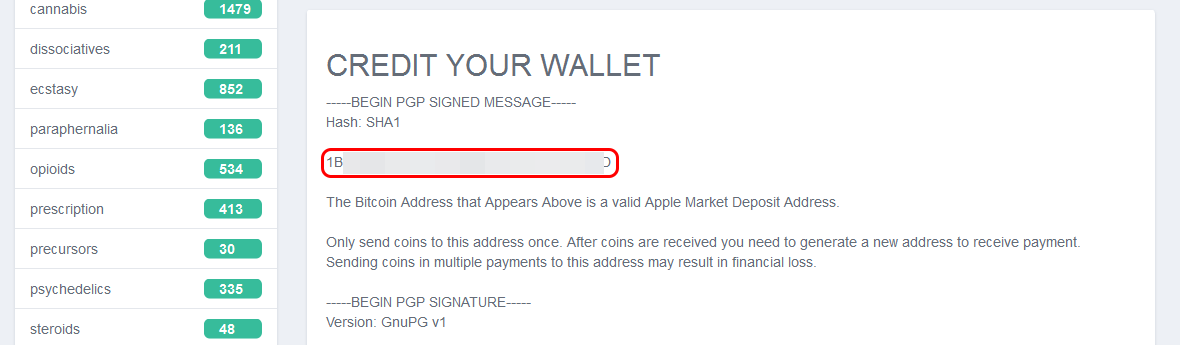 cannabis 1479
dissociatives 211
ecstasy 852
paraphernalia 136
opioids 534
prescription 413
precursors 30
psychedelics 335
steroids 48
CREDIT YOUR WALLET
-----BEGIN PGP SIGNED MESSAGE-----
Hash: SHA1
1B
The Bitcoin Address that Appears Above is a valid Apple Market Deposit Address.
Only send coins to this address once. After coins are received you need to generate a new address to receive payment.
Sending coins in multiple payments to this address may result in financial loss.
-----BEGIN PGP SIGNATURE-----
Version: GnuPG v1